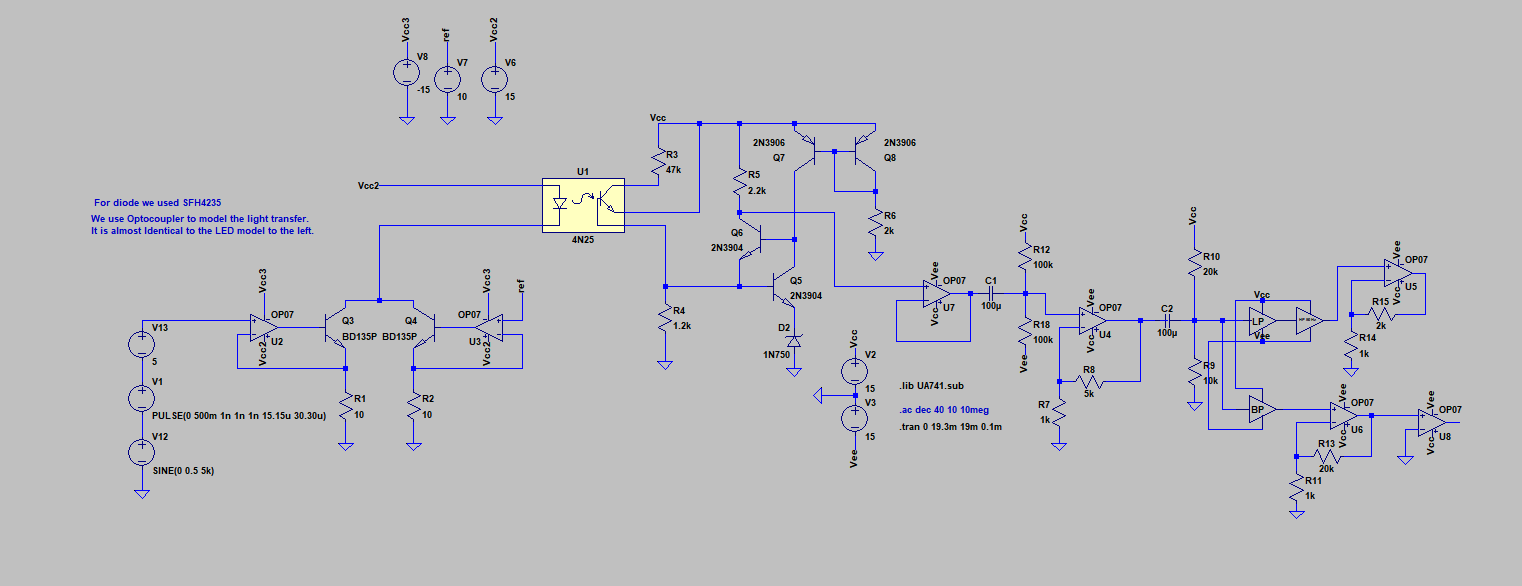 Vcc3
ref
Vcc2
V8
V7
V6
-15
10
15
Vcc
2N3906
2N3906
Q7
Q8
R3
47k
U1
R5
2.2k
Vcc2
For diode we used SFH4235
We use Optocoupler to model the light transfer.
It is almost Identical to the LED model to the left.
4N25
R6
2k
Q6
2N3904
Vcc
Vcc
R12
100k
R10
20k
Vee
OP07
U5
Vcc
Vcc3
Vcc3
ref
OP07
U2
Vcc2
OP07
U3
Vcc2
Q3
BD135P
Q4
BD135P
Q5
2N3904
Vee
OP07
U7
Vcc
C1
100µ
Vee
OP07
U4
Vcc
C2
100µ
Vcc
LP
Vee
R15
2k
R14
1k
V13
5
R4
1.2k
D2
1N750
R18
100k
Vee
Vcc
V2
15
V3
15
Vee
R8
5k
R7
1k
R9
10k
BP
V1
PULSE(0 500m 1n 1n 1n 15.15u 30.30u)
R1
10
R2
10
.lib UA741.sub
.ac dec 40 10 10meg
.tran 0 19.3m 19m 0.1m
Vee
OP07
U6
Vcc
Vee
OP07
U8
Vcc
R13
20k
R11
1k
V12
SINE(0 0.5 5k)